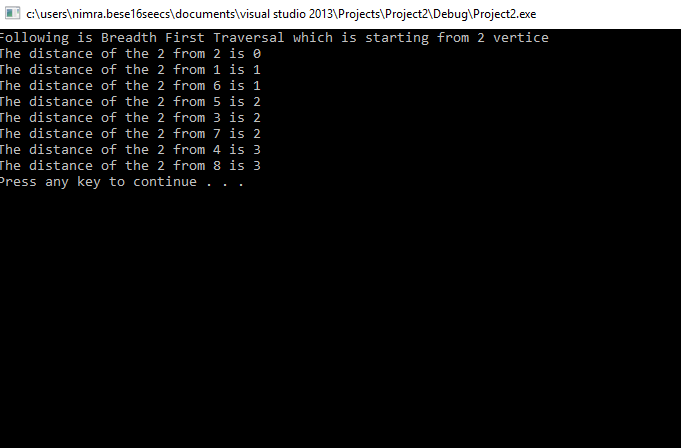 c:\users\nimra.bese16seecs\documents\visual studio 2013\Projects\Project2\Debug\Project2.exe
Following is Breadth First Traversal which is starting from 2 vertice
The distance of the 2 from 2 is 0
The distance of the 2 from 1 is 1
The distance of the 2 from 6 is 1
The distance of the 2 from 5 is 2
The distance of the 2 from 3 is 2
The distance of the 2 from 7 is 2
The distance of the 2 from 4 is 3
The distance of the 2 from 8 is 3
Press any key to continue . . .